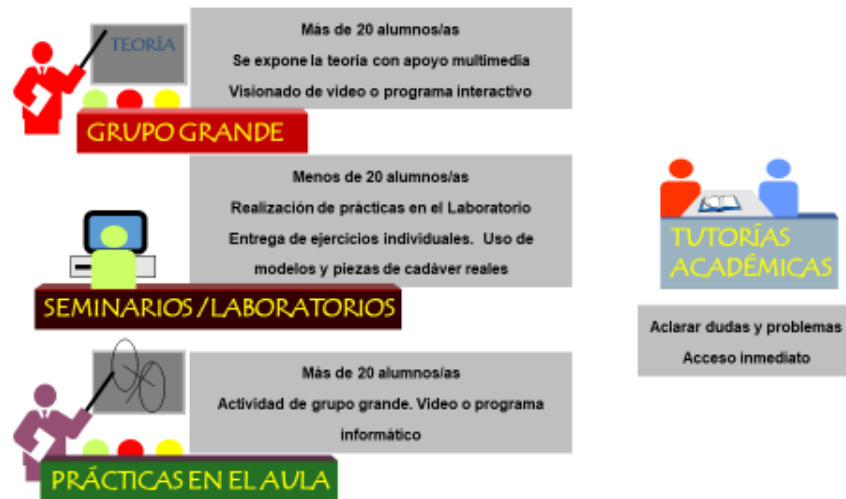 TEORÍA
Más de 20 alumnos/as
Se expone la teoría con apoyo multimedia
Visionado de video o programa interactivo
GRUPO GRANDE
Menos de 20 alumnos/as
Realización de prácticas en el Laboratorio
Entrega de ejercicios individuales. Uso de
modelos y piezas de cadáver reales
SEMINARIOS/LABORATORIOS
Más de 20 alumnos/as
Actividad de grupo grande. Video o programa
informático
PRÁCTICAS EN EL AULA
TUTORÍAS
ACADÉMICAS
Aclarar dudas y problemas
Acceso inmediato